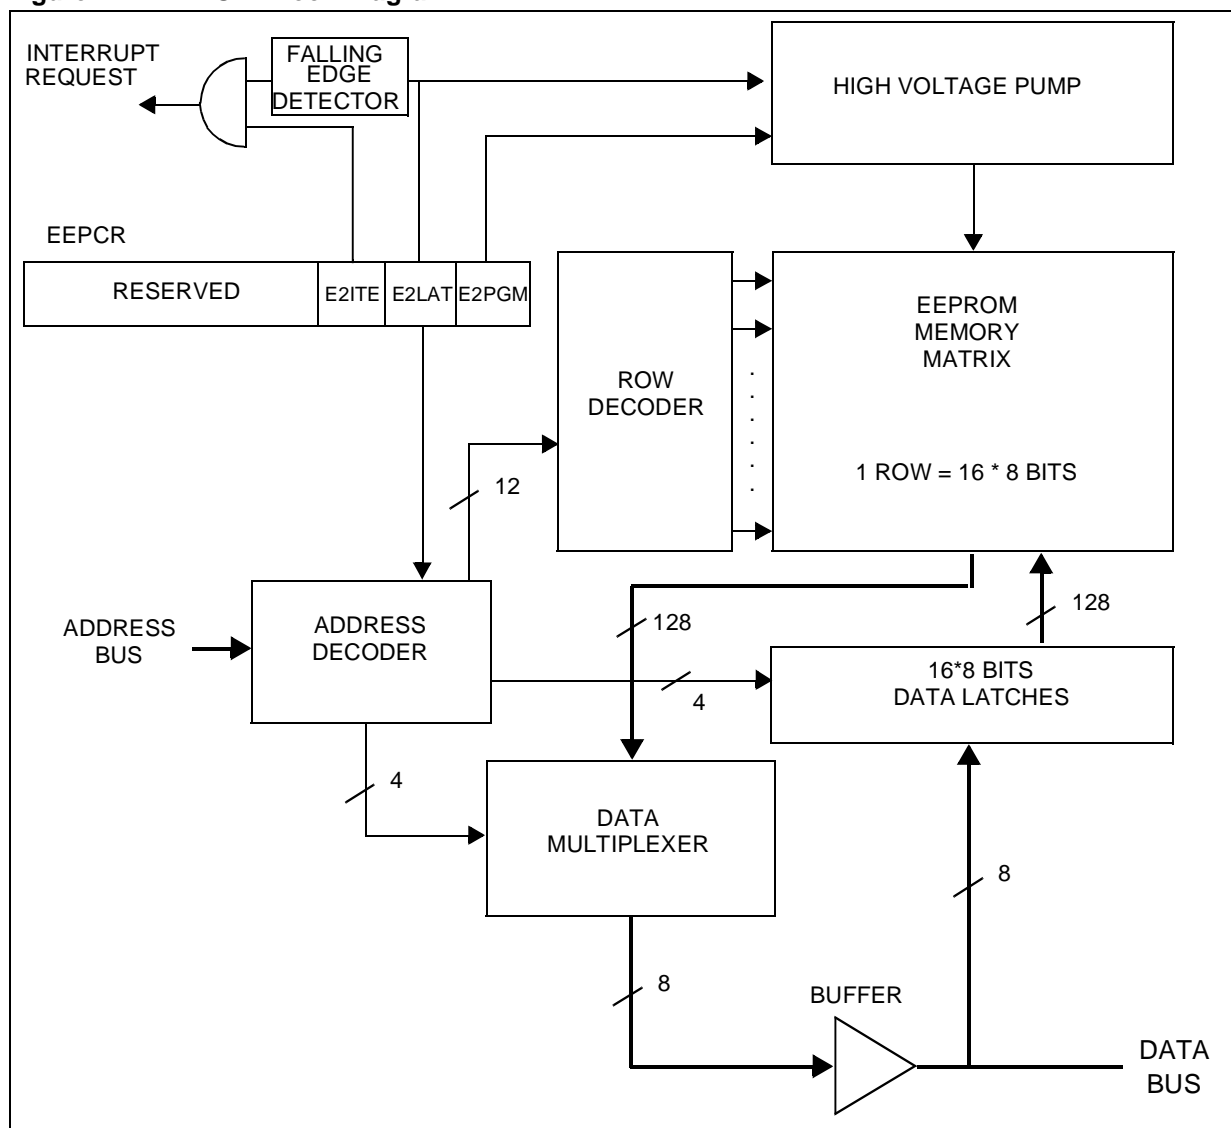 INTERRUPT
REQUEST
FALLING
EDGE
DETECTOR
HIGH VOLTAGE PUMP
EEPCR
RESERVED
E2ITE
E2LAT
E2PGM
ROW
DECODER
EEPROM
MEMORY
MATRIX
1 ROW = 16 * 8 BITS
12
ADDRESS
BUS
ADDRESS
DECODER
128
128
4
16*8 BITS
DATA LATCHES
4
DATA
MULTIPLEXER
8
8
BUFFER
DATA
BUS